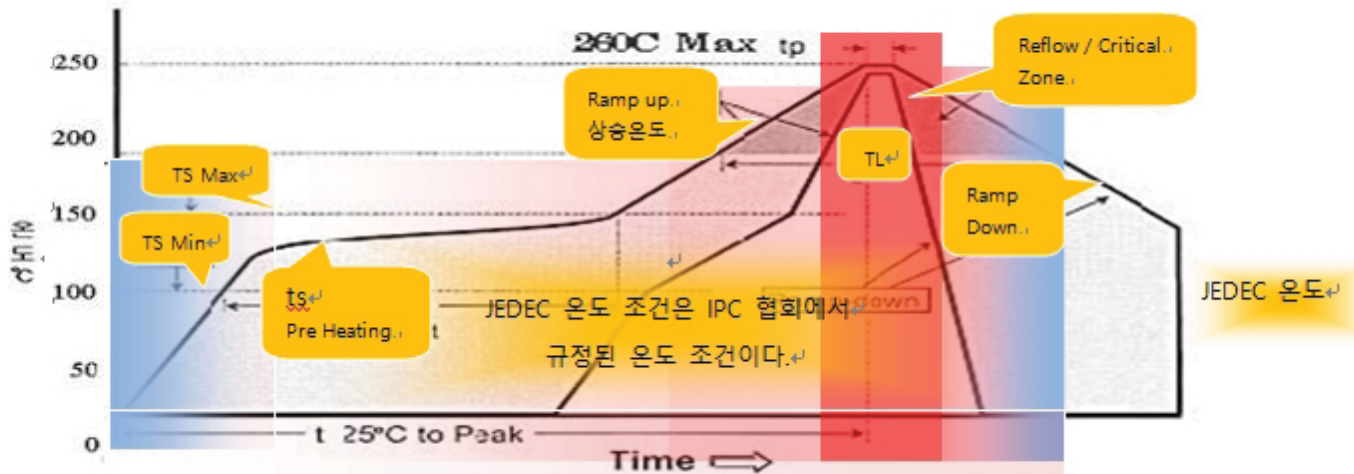 260C Max tp
Reflow / Critical
Zone.
250
Ramp up.
상승온도.
200
TS Max
TL
Ramp
Down.
150
TS Min
100
ts
Pre Heating.
t
down
JEDEC 온도 조건은 IPC 협회에서
규정된 온도 조건이다.
JEDEC 온도
50
0
t 25°C to Peak
Time